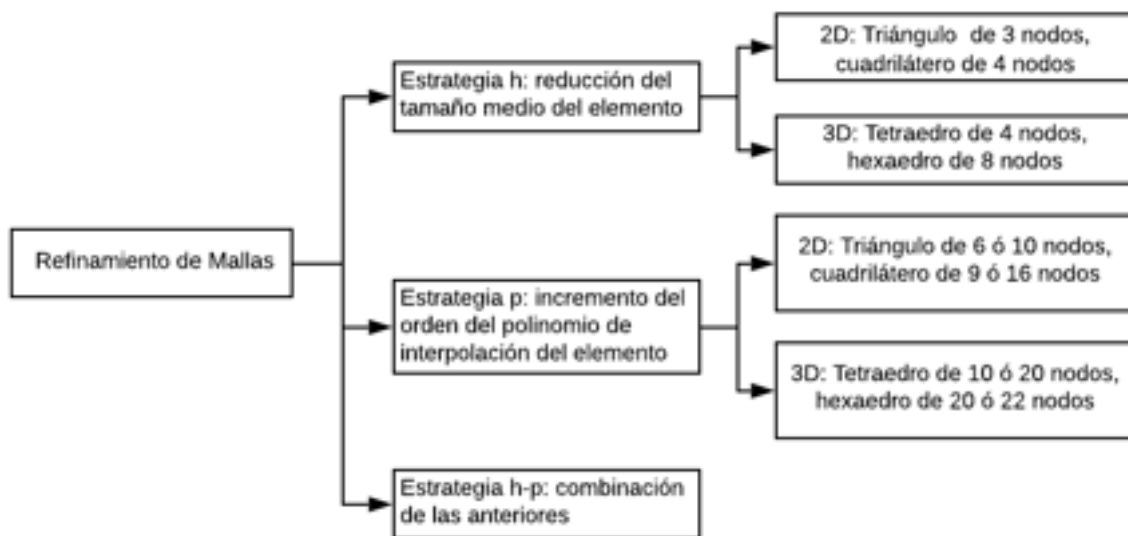 Refinamiento de Mallas
Estrategia h: reducción del
tamaño medio del elemento
2D: Triángulo de 3 nodos,
cuadrilátero de 4 nodos
3D: Tetraedro de 4 nodos,
hexaedro de 8 nodos
Estrategia p: incremento del
orden del polinomio de
interpolación del elemento
2D: Triángulo de 6 ó 10 nodos,
cuadrilátero de 9 ó 16 nodos
3D: Tetraedro de 10 ó 20 nodos,
hexaedro de 20 ó 22 nodos
Estrategia h-p: combinación
de las anteriores